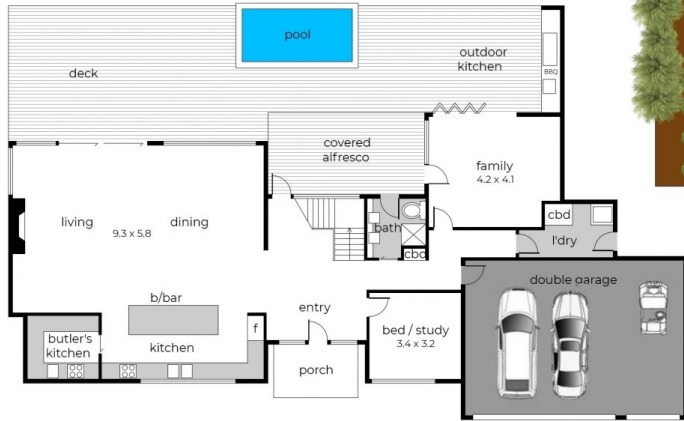 pool
outdoor
kitchen
BBQ
deck
covered
alfresco
family
4.2 x 4.1
living
dining
9.3 x 5.8
bath
cbd
cbd
l'dry
double garage
b/bar
entry
f
butler's
kitchen
kitchen
bed / study
3.4 x 3.2
porch